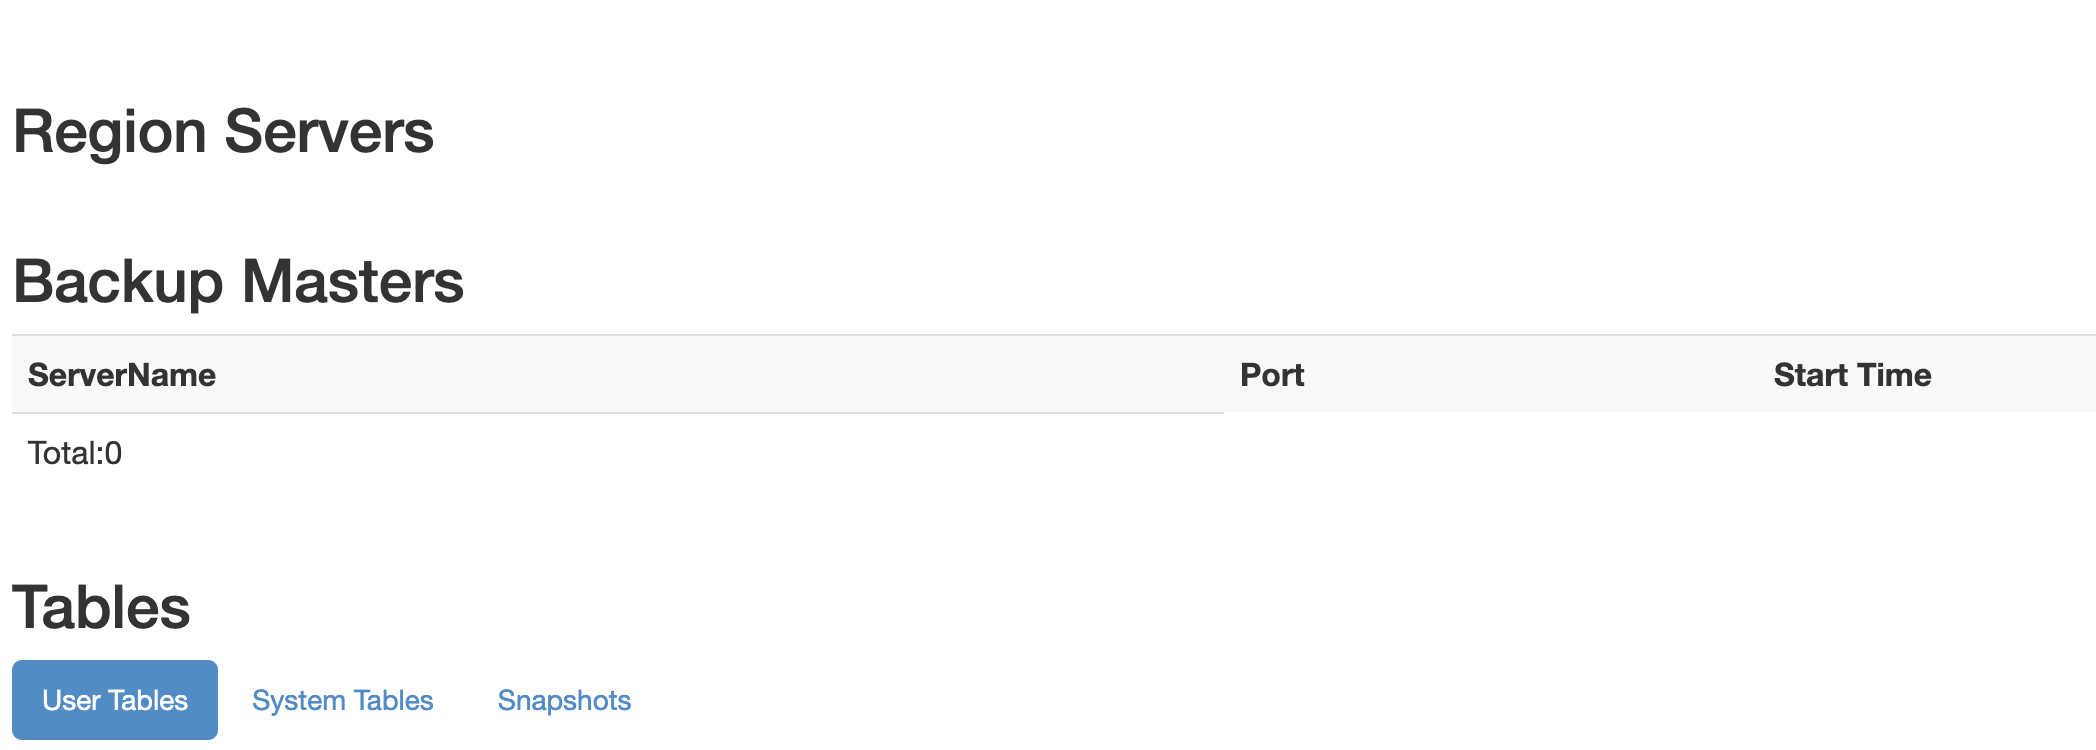 Region Servers
Backup Masters
ServerName Port Start Time
Total:0
Tables
User Tables System Tables Snapshots